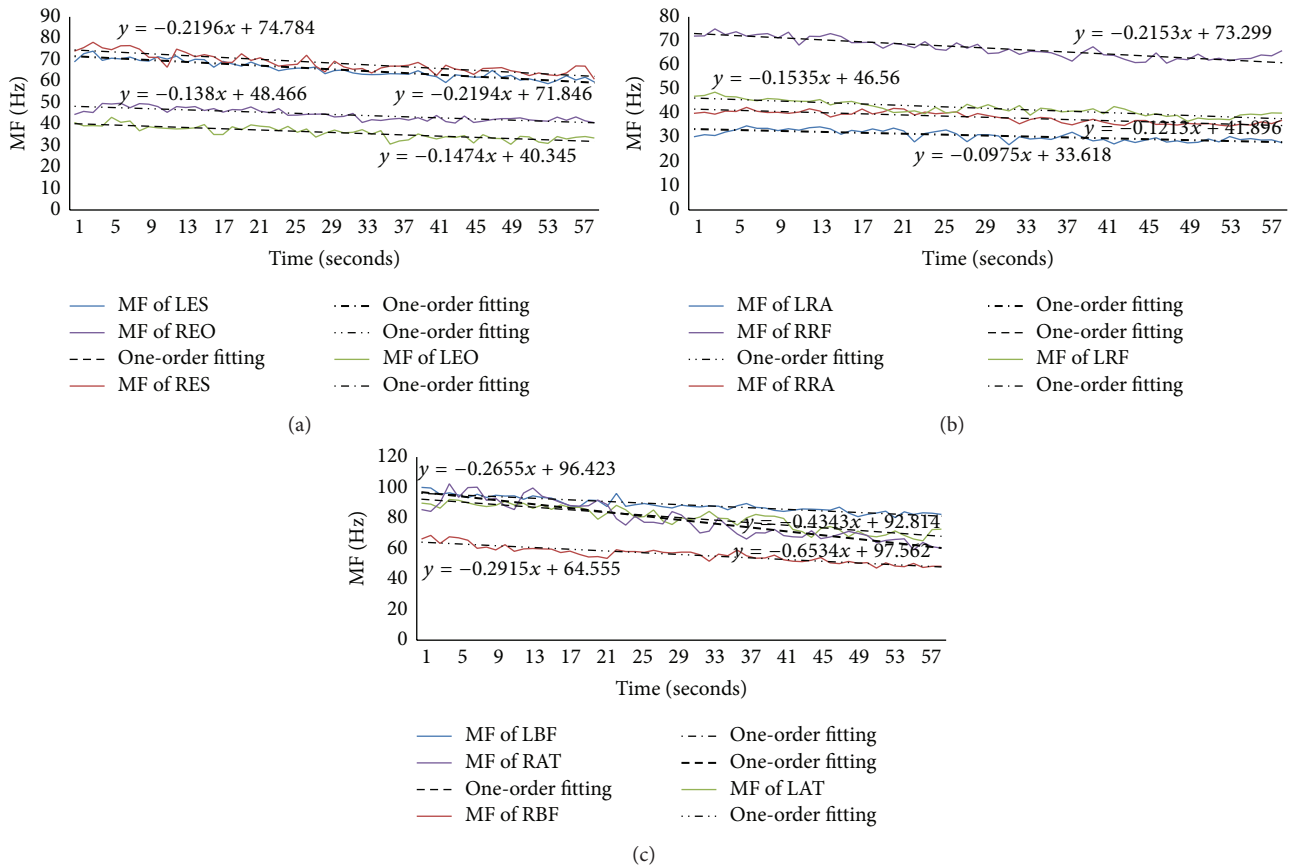 90
80
70
60
50
40
30
20
10
0
MF (Hz)
y = −0.2196x + 74.784
y = −0.138x + 48.466
y = −0.2194x + 71.846
y = −0.1474x + 40.345
1 5 9 13 17 21 25 29 33 37 41 45 49 53 57
Time (seconds)
MF of LES
MF of REO
One-order fitting
MF of RES
One-order fitting
One-order fitting
MF of LEO
One-order fitting
(a)
80
70
60
50
40
30
20
10
0
MF (Hz)
y = −0.2153x + 73.299
y = −0.1535x + 46.56
y = −0.1213x + 41.896
y = −0.0975x + 33.618
1 5 9 13 17 21 25 29 33 37 41 45 49 53 57
Time (seconds)
MF of LRA
MF of RRF
One-order fitting
MF of RRA
One-order fitting
One-order fitting
MF of LRF
One-order fitting
(b)
120
100
80
60
40
20
0
MF (Hz)
y = −0.2655x + 96.423
y = −0.4343x + 92.814
y = −0.6534x + 97.562
y = −0.2915x + 64.555
1 5 9 13 17 21 25 29 33 37 41 45 49 53 57
Time (seconds)
MF of LBF
MF of RAT
One-order fitting
MF of RBF
One-order fitting
One-order fitting
MF of LAT
One-order fitting
(c)